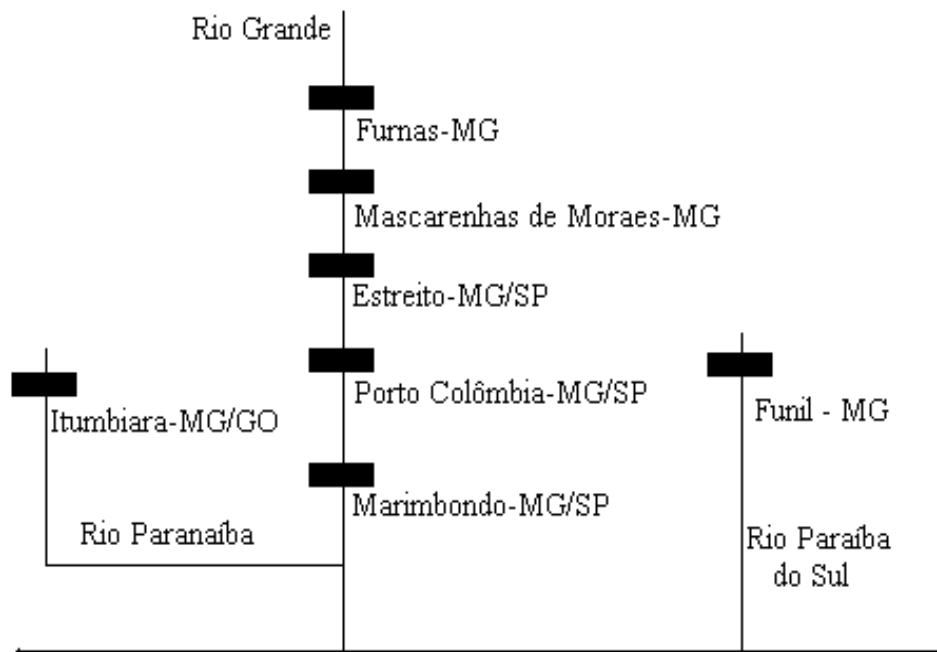 Rio Grande
Furnas-MG
Mascarenhas de Moraes-MG
Estreito-MG/SP
Porto Colômbia-MG/SP
Itumbiara-MG/GO
Funil - MG
Marimbondo-MG/SP
Rio Paranaíba
Rio Paraíba
do Sul